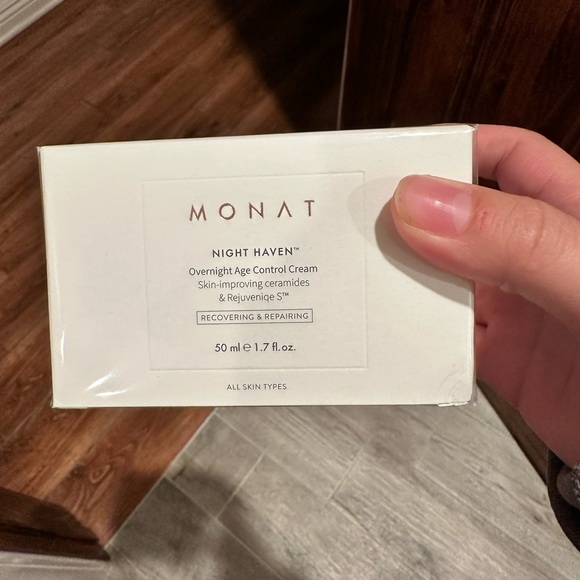 MONAT
NIGHT HAVEN™
Overnight Age Control Cream
Skin-improving ceramides
& Rejuveniqe S™
RECOVERING & REPAIRING
50 ml ℮ 1.7 fl. oz.
ALL SKIN TYPES